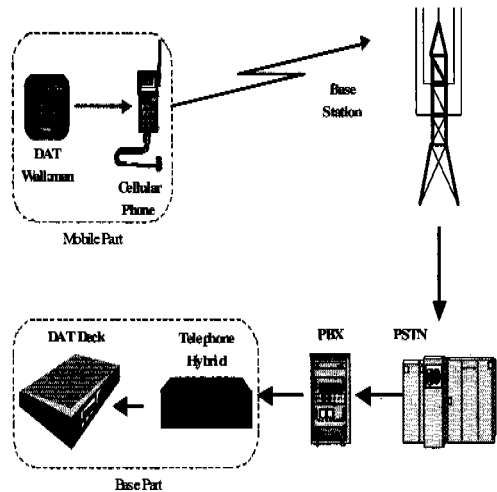 Base
Station
DAT
Walkman
Cellular
Phone
Mobile Part
DAT Deck
Telephone
Hybrid
PBX
PSTN
Base Part